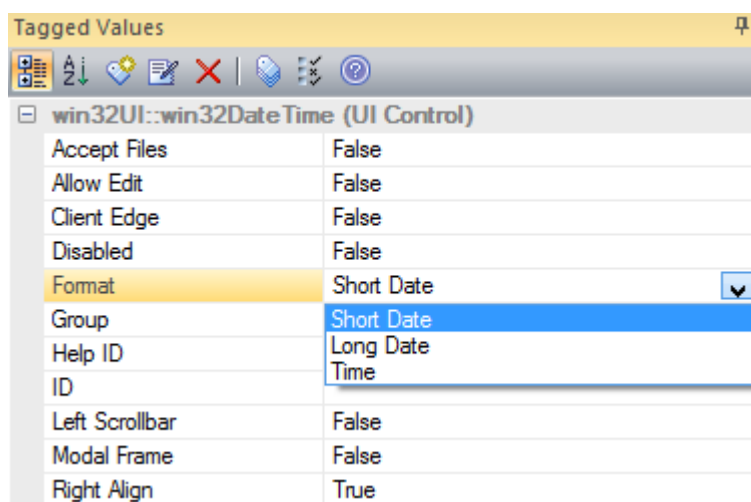 Tagged Values
win32UI::win32DateTime (UI Control)
Accept Files False
Allow Edit False
Client Edge False
Disabled False
Format Short Date
Group Short Date
Help ID Long Date
Time
ID
Left Scrollbar False
Modal Frame False
Right Align True